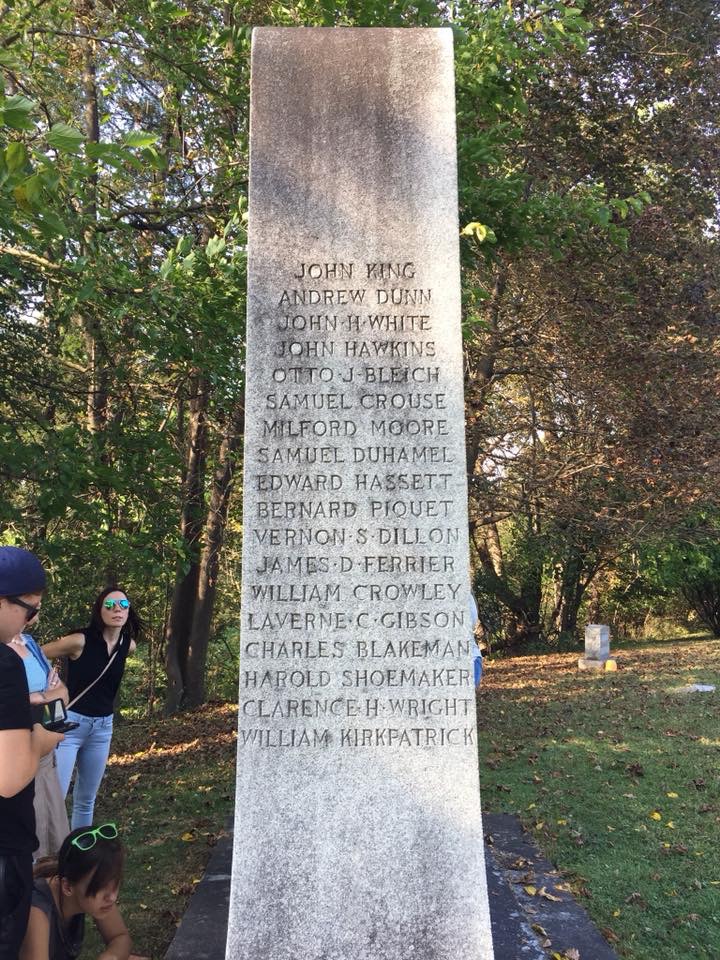 JOHN KING
ANDREW DUNN
JOHN·H·WHITE
JOHN HAWKINS
OTTO·J·BLEICH
SAMUEL CROUSE
MILFORD MOORE
SAMUEL DUHAMEL
EDWARD HASSETT
BERNARD PIQUET
VERNON·S·DILLON
JAMES·D·FERRIER
WILLIAM CROWLEY
LAVERNE·C·GIBSON
CHARLES BLAKEMAN
HAROLD SHOEMAKER
CLARENCE·H·WRIGHT
WILLIAM KIRKPATRICK